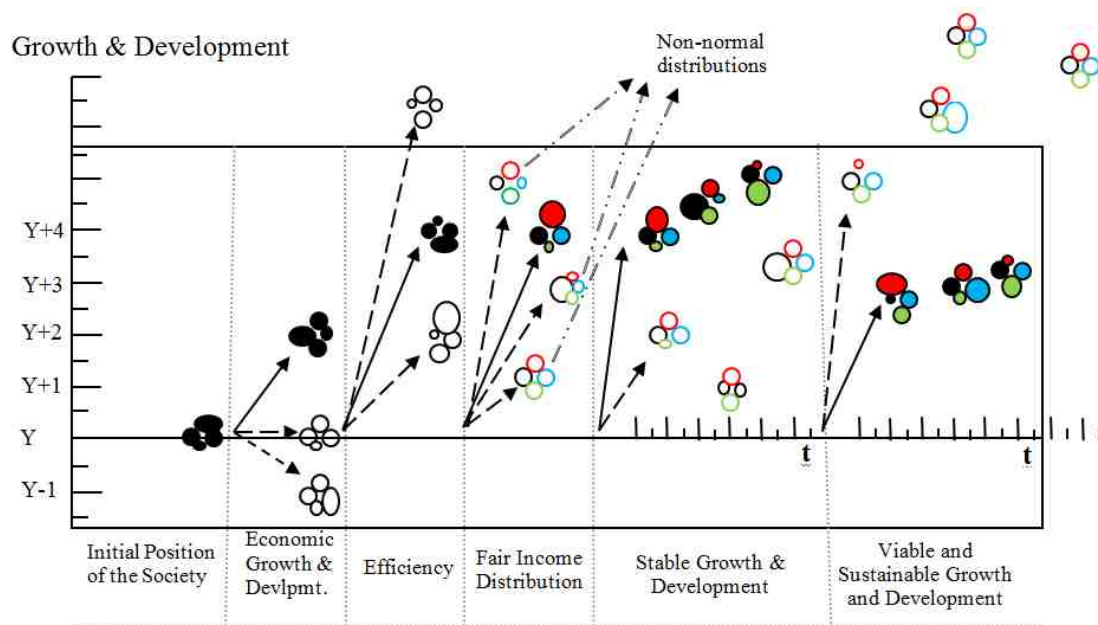 Growth & Development
Non-normal
distributions
Y+4
Y+3
Y+2
Y+1
Y
Y-1
t
t
Initial Position
of the Society
Economic
Growth &
Devlpmt.
Efficiency
Fair Income
Distribution
Stable Growth &
Development
Viable and
Sustainable Growth
and Development